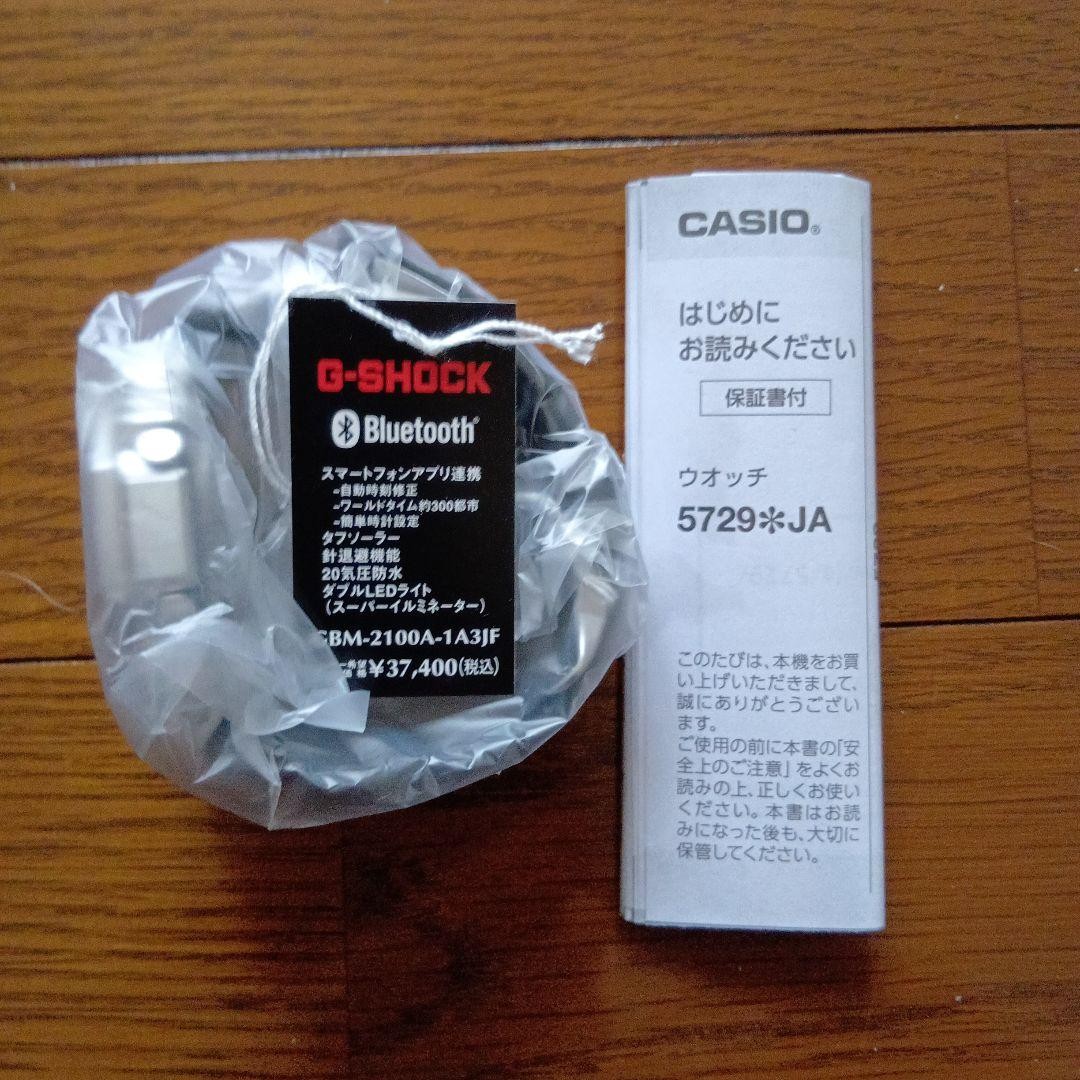 G-SHOCK
Bluetooth®
スマートフォンアプリ連携
-自動時刻修正
-ワールドタイム約300都市
-簡単時計設定
タフソーラー
針退避機能
20気圧防水
ダブルLEDライト
(スーパーイルミネーター)
GBM-2100A-1A3JF
¥37,400(税込)
CASIO®
はじめに
お読みください
保証書付
ウオッチ
5729✻JA
このたびは、本機をお買
い上げいただきまして、
誠にありがとうござい
ます。
ご使用の前に本書の「安
全上のご注意」をよくお
読みの上、正しくお使い
ください。本書はお読
みになった後も、大切に
保管してください。